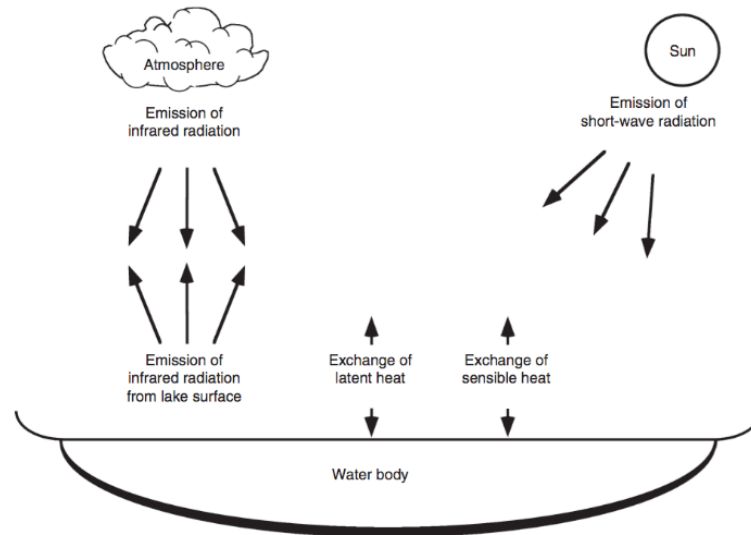 Atmosphere
Emission of
infrared radiation
Sun
Emission of
short-wave radiation
Emission of
infrared radiation
from lake surface
Exchange of
latent heat
Exchange of
sensible heat
Water body